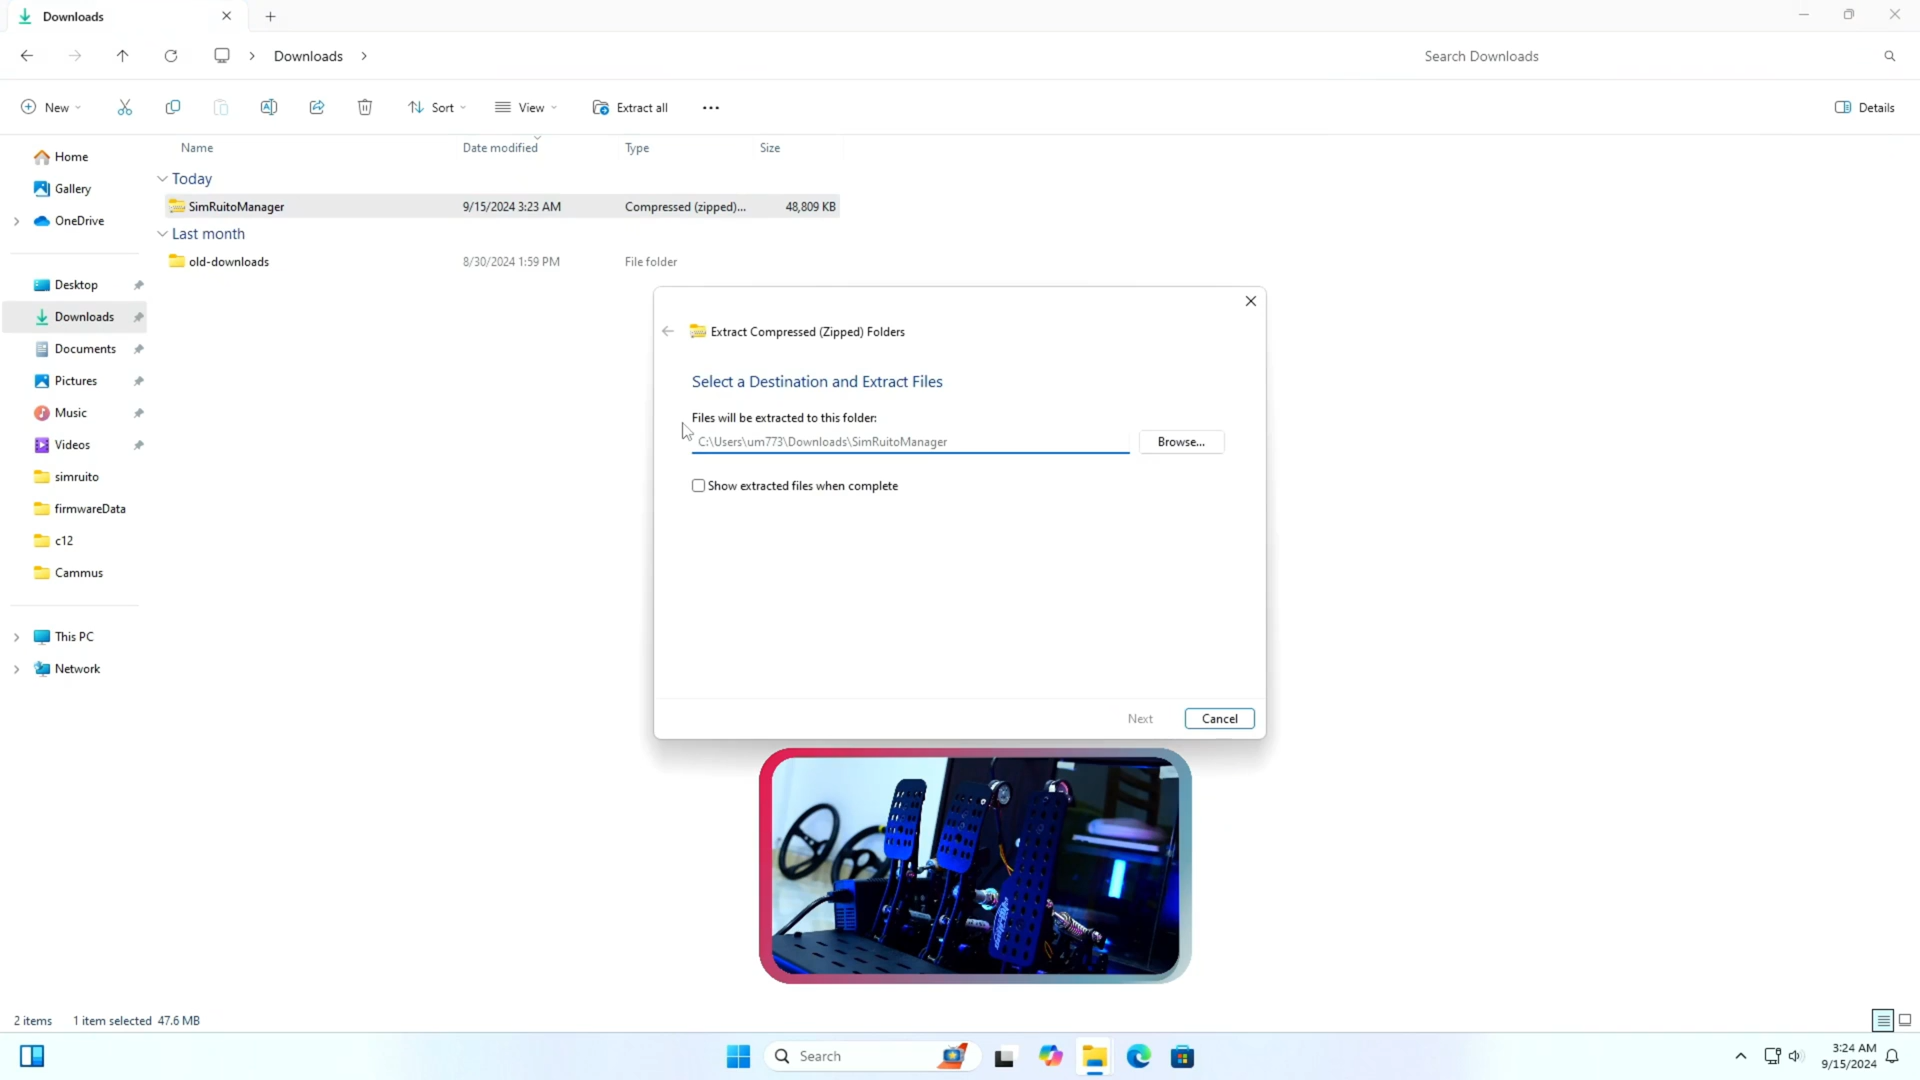 Downloads
Downloads
Search Downloads
New
Sort
View
Extract all
Details
Name Date modified Type Size
Home
Gallery
OneDrive
Desktop
Downloads
Documents
Pictures
Music
Videos
simruito
firmwareData
c12
Cammus
This PC
Network
Today
SimRuitoManager 9/15/2024 3:23 AM Compressed (zipped)... 48,809 KB
Last month
old-downloads 8/30/2024 1:59 PM File folder
Extract Compressed (Zipped) Folders
Select a Destination and Extract Files
Files will be extracted to this folder:
C:\Users\um773\Downloads\SimRuitoManager
Browse...
Show extracted files when complete
Next Cancel
2 items 1 item selected 47.6 MB
Search
3:24 AM
9/15/2024